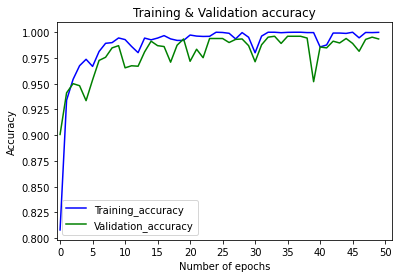 Training & Validation accuracy
1.000
0.975
0.950
0.925
0.900
0.875
0.850
0.825
0.800
Accuracy
Training_accuracy
Validation_accuracy
0 5 10 15 20 25 30 35 40 45 50
Number of epochs